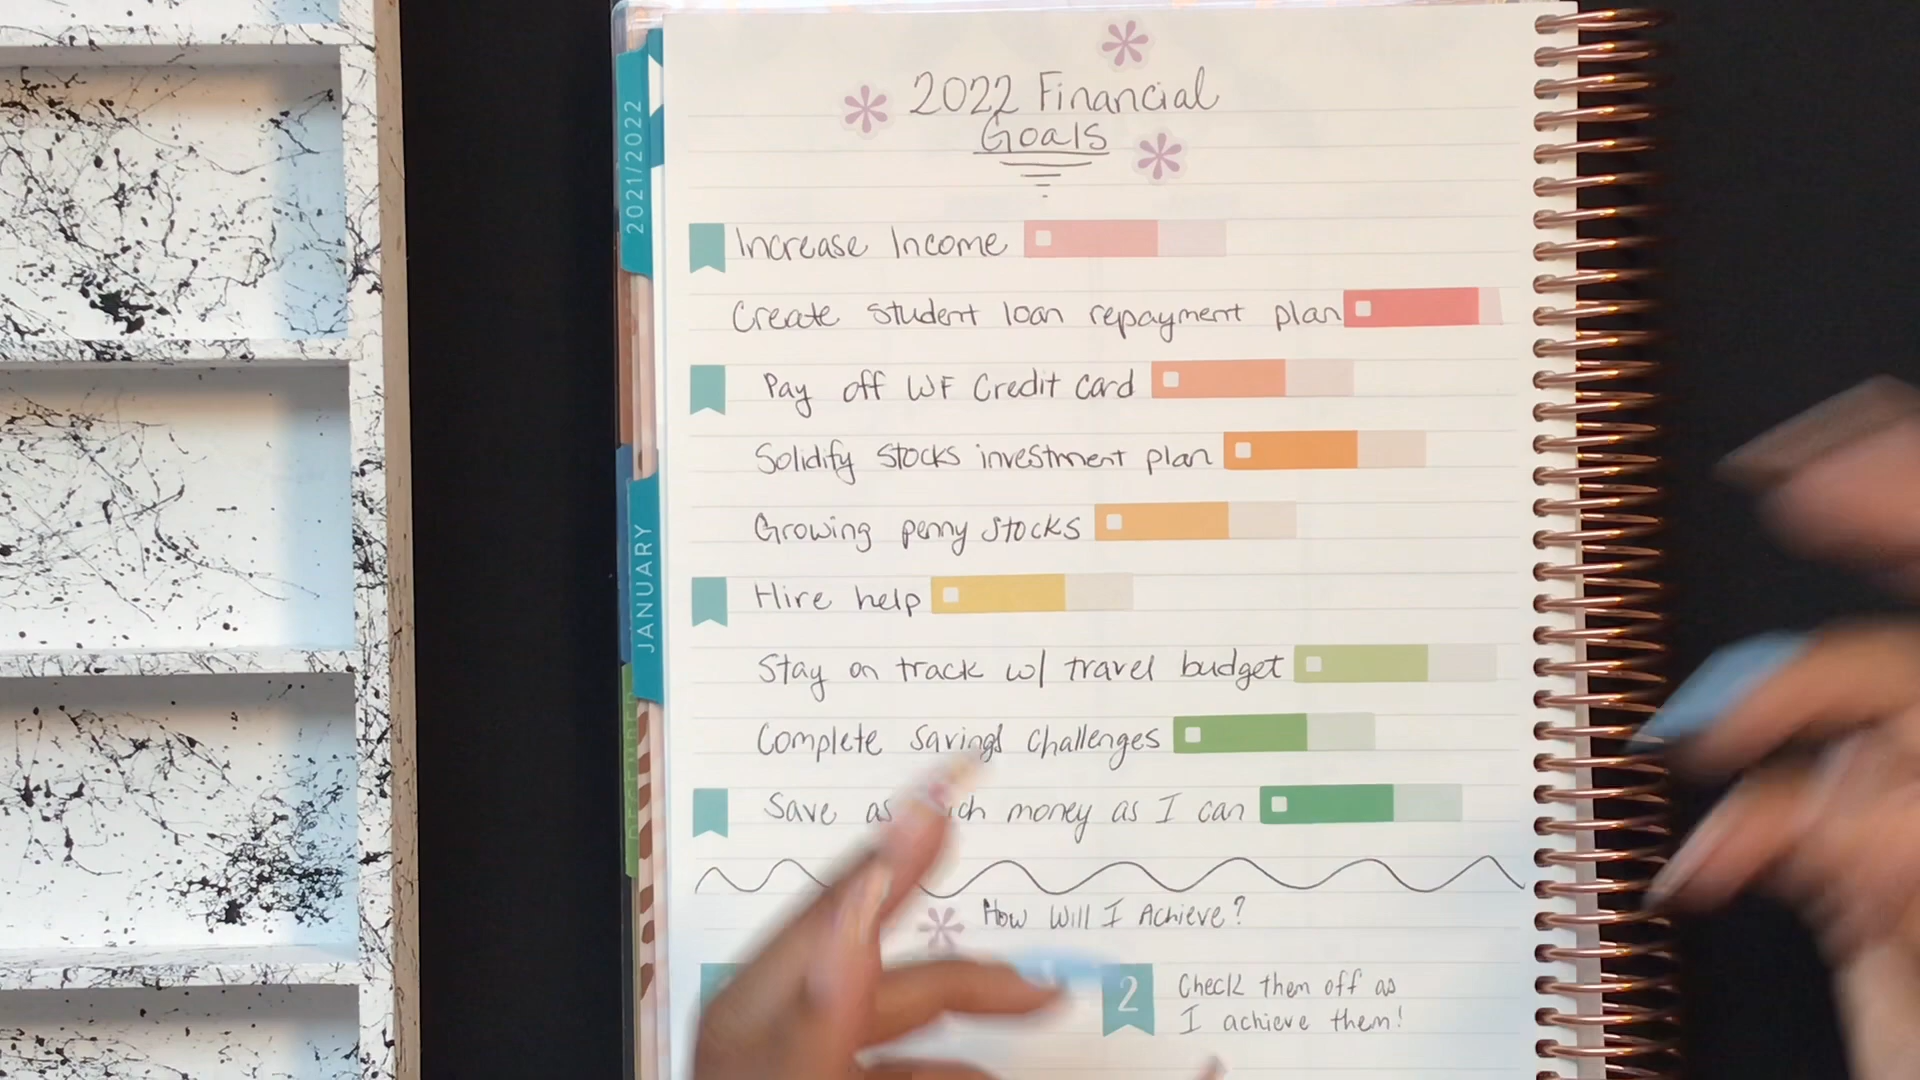 2022 Financial
Goals
Increase Income
Create student loan repayment plan
Pay off WF Credit Card
Solidify stocks investment plan
Growing penny stocks
Hire help
Stay on track w/ travel budget
Complete Savings Challenges
Save as money as I can
How Will I Achieve?
2
Check them off as
I achieve them!
2021/2022
JANUARY
DECEMBER